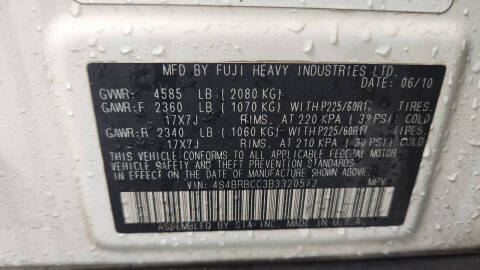 MFD BY FUJI HEAVY INDUSTRIES LTD.
DATE: 06/10
GVWR: 4585 LB ( 2080 KG)
GAWR:F 2360 LB ( 1070 KG) WITH P225/60R17 TIRES.
17X7J RIMS. AT 220 KPA ( PSI) COLD
GAWR:R 2340 LB ( 1060 KG) WITH P225/60R17 TIRES.
17X7J RIMS. AT 210 KPA ( 30 PSI) COLD
THIS VEHICLE CONFORMS TO ALL APPLICABLE FEDERAL MOTOR
VEHICLE SAFETY AND THEFT PREVENTION STANDARDS
IN EFFECT ON THE DATE OF MANUFACTURE SHOWN ABOVE.
VIN: MPV
ASSEMBLED BY SIA, INC. MADE IN U.S.A.